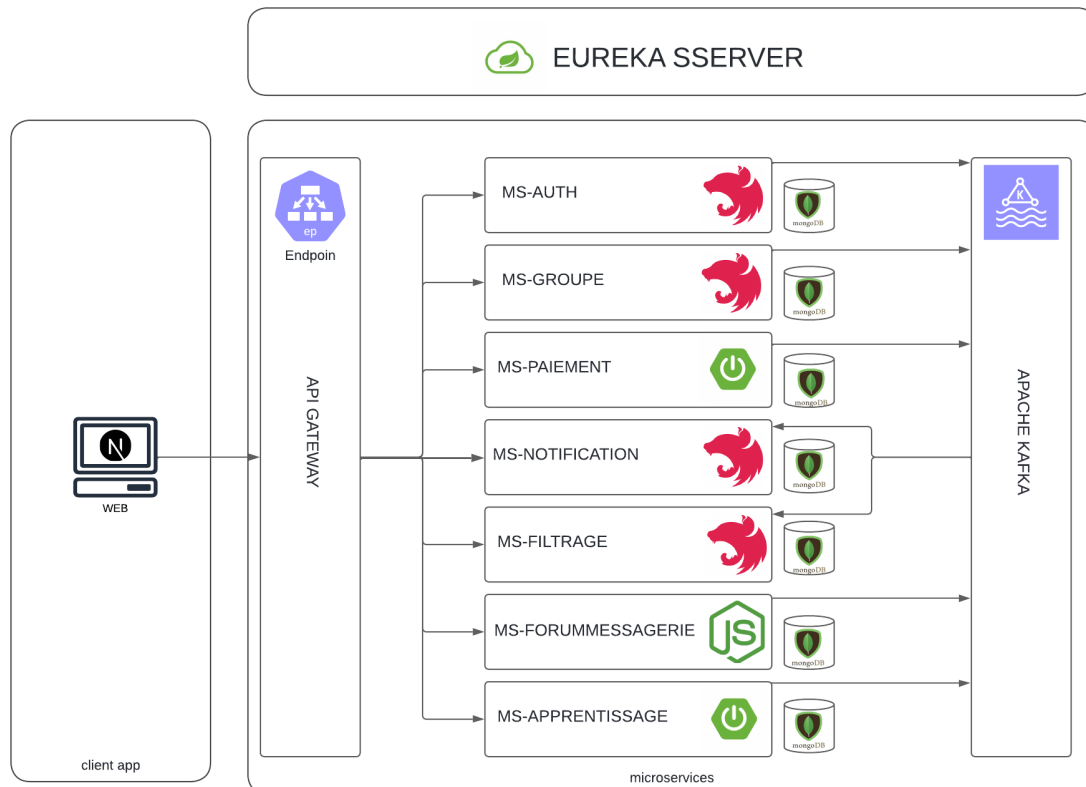 EUREKA SSERVER
WEB
client app
ep
Endpoin
API GATEWAY
MS-AUTH
mongoDB
MS-GROUPE
mongoDB
MS-PAIEMENT
mongoDB
MS-NOTIFICATION
mongoDB
MS-FILTRAGE
mongoDB
MS-FORUMMESSAGERIE
JS
mongoDB
MS-APPRENTISSAGE
mongoDB
K
APACHE KAFKA
microservices